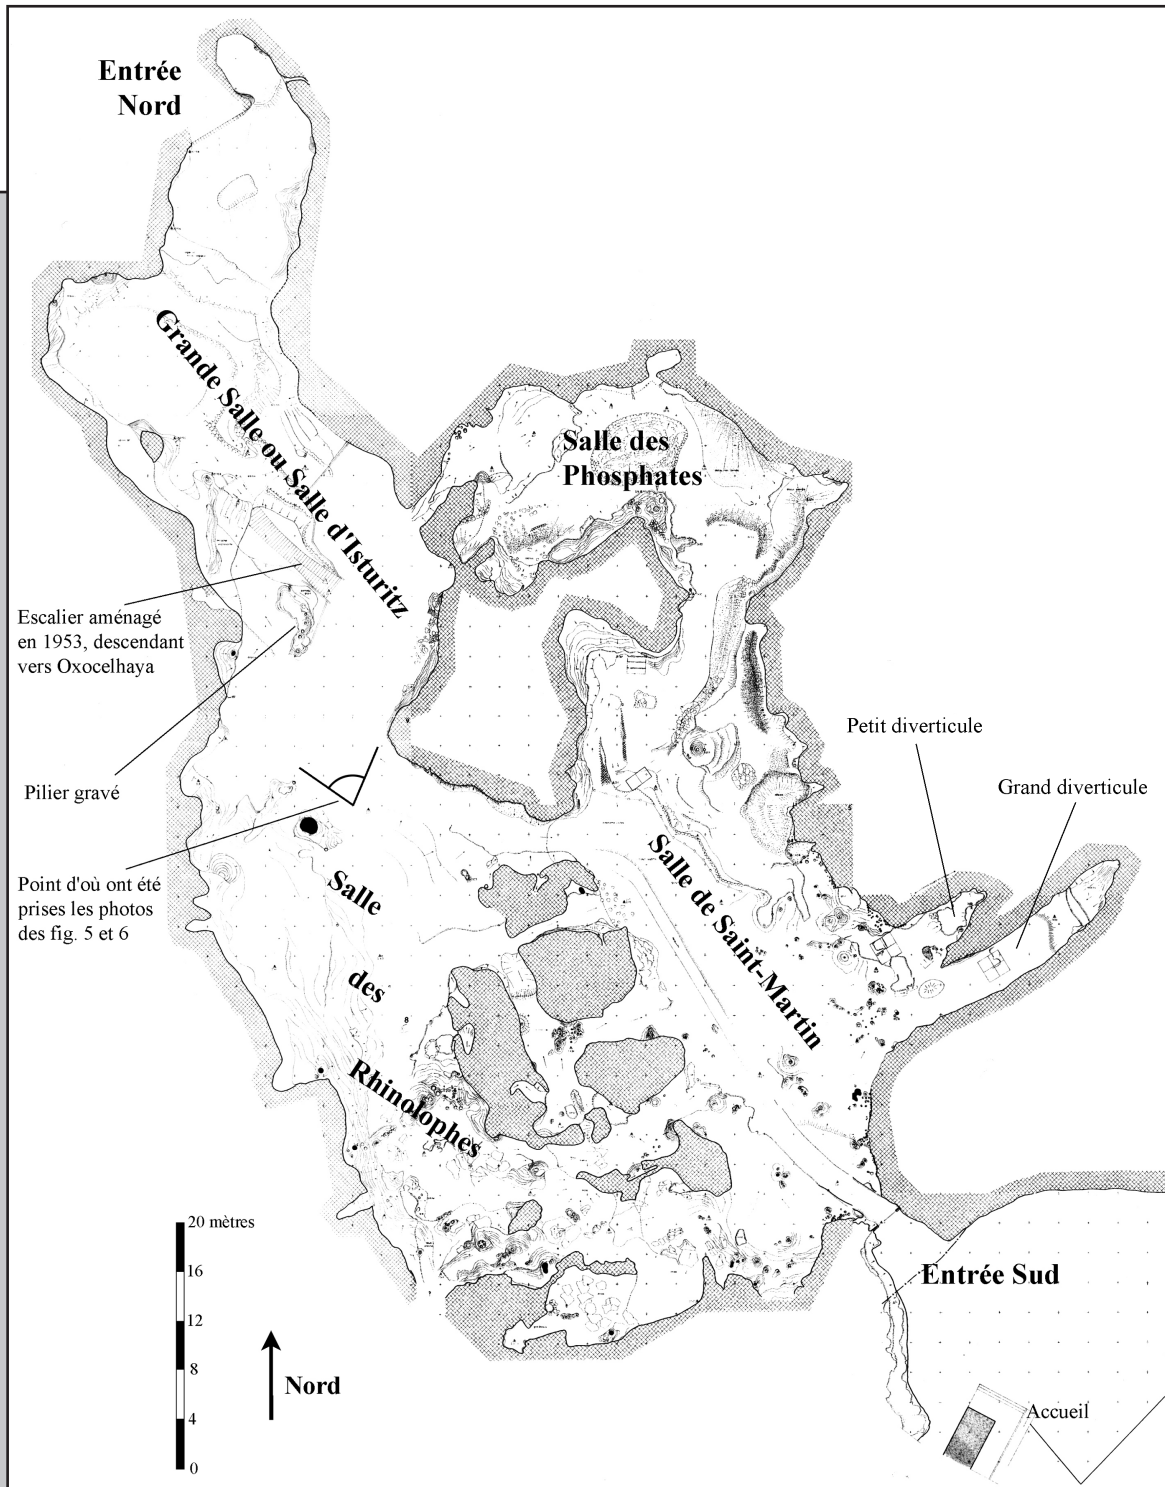 Entrée
Nord
Grande Salle ou Salle d'Isturitz
Salle des
Phosphates
Escalier aménagé
en 1953, descendant
vers Oxocelhaya
Pilier gravé
Petit diverticule
Grand diverticule
Point d'où ont été
prises les photos
des fig. 5 et 6
Salle
des
Rhinolophes
Salle de Saint-Martin
20 mètres
16
12
8
4
0
Nord
Entrée Sud
Accueil